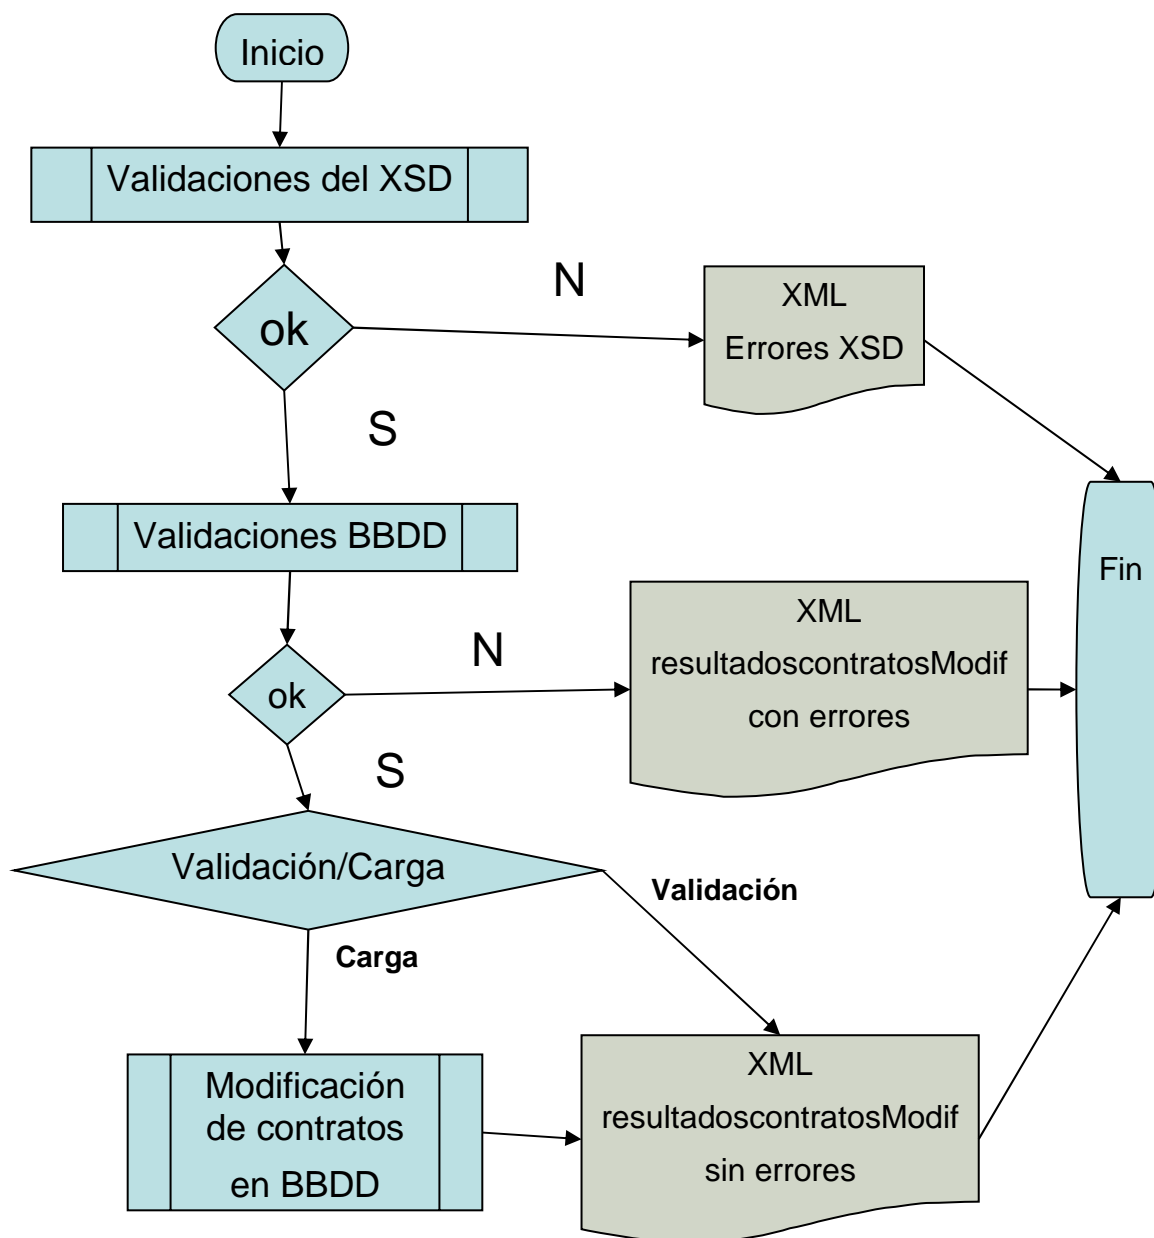 Inicio
Validaciones del XSD
ok
N
XML
Errores XSD
S
Validaciones BBDD
Fin
ok
N
XML
resultadoscontratosModif
con errores
S
Validación/Carga
Validación
Carga
Modificación
de contratos
en BBDD
XML
resultadoscontratosModif
sin errores